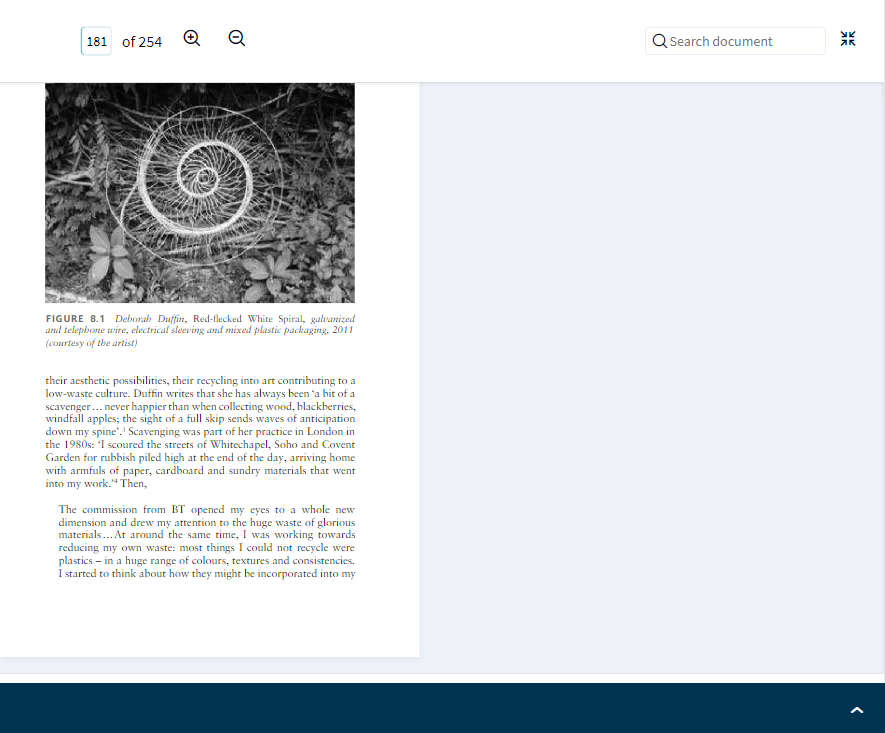 181 of 254
Search document
FIGURE 8.1 Deborah Duffin, Red-flecked White Spiral, galvanized
and telephone wire, electrical sleeving and mixed plastic packaging, 2011
(courtesy of the artist)
their aesthetic possibilities, their recycling into art contributing to a
low-waste culture. Duffin writes that she has always been ‘a bit of a
scavenger … never happier than when collecting wood, blackberries,
windfall apples; the sight of a full skip sends waves of anticipation
down my spine’.³ Scavenging was part of her practice in London in
the 1980s: ‘I scoured the streets of Whitechapel, Soho and Covent
Garden for rubbish piled high at the end of the day, arriving home
with armfuls of paper, cardboard and sundry materials that went
into my work.’⁴ Then,
The commission from BT opened my eyes to a whole new
dimension and drew my attention to the huge waste of glorious
materials … At around the same time, I was working towards
reducing my own waste: most things I could not recycle were
plastics – in a huge range of colours, textures and consistencies.
I started to think about how they might be incorporated into my